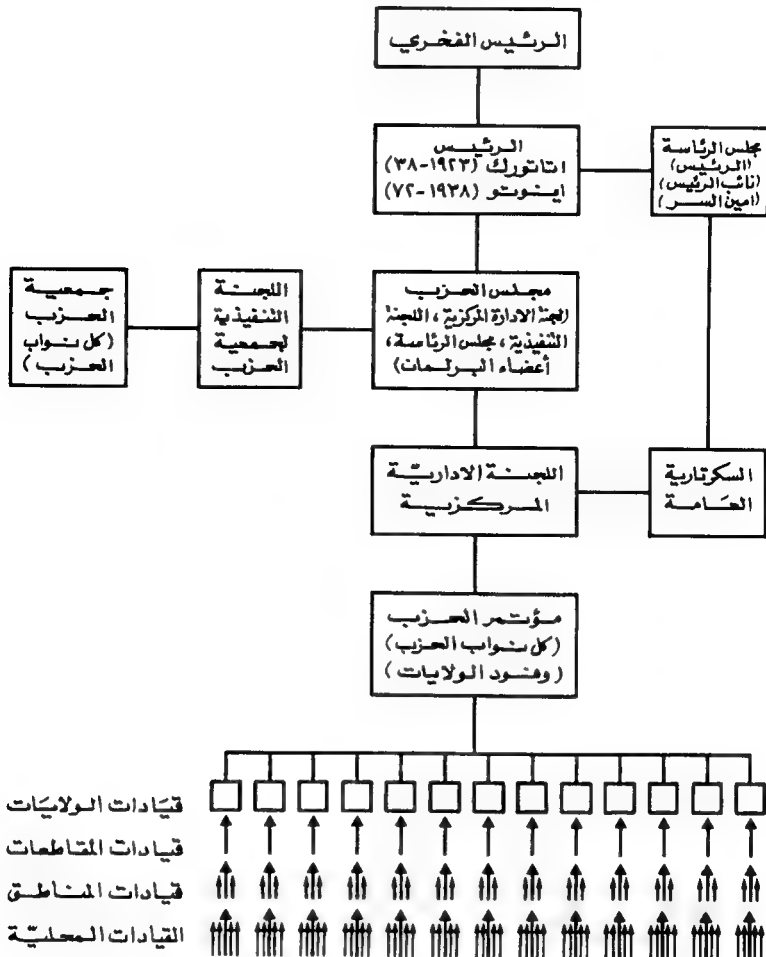 الرئيس الفخري
الرئيس
اتاتورك (١٩٢٣-٣٨)
اينونو (١٩٣٨-٧٢)
مجلس الرئاسة
(الرئيس)
(نائب الرئيس)
(امين السر)
مجلس الحزب
(لجنة الادارة المركزية، اللجنة
التنفيذية، مجلس الرئاسة،
أعضاء البرلمان)
اللجنة
التنفيذية
لجمعية
الحزب
جمعية
الحزب
(كل نواب
الحزب)
اللجنة الاداريّة
المركزية
السكرتارية
العامة
مؤتمر الحزب
(كل نواب الحزب)
(وفود الولايات)
قيادات الولايات
قيادات المقاطعات
قيادات المناطق
القيادات المحليّة